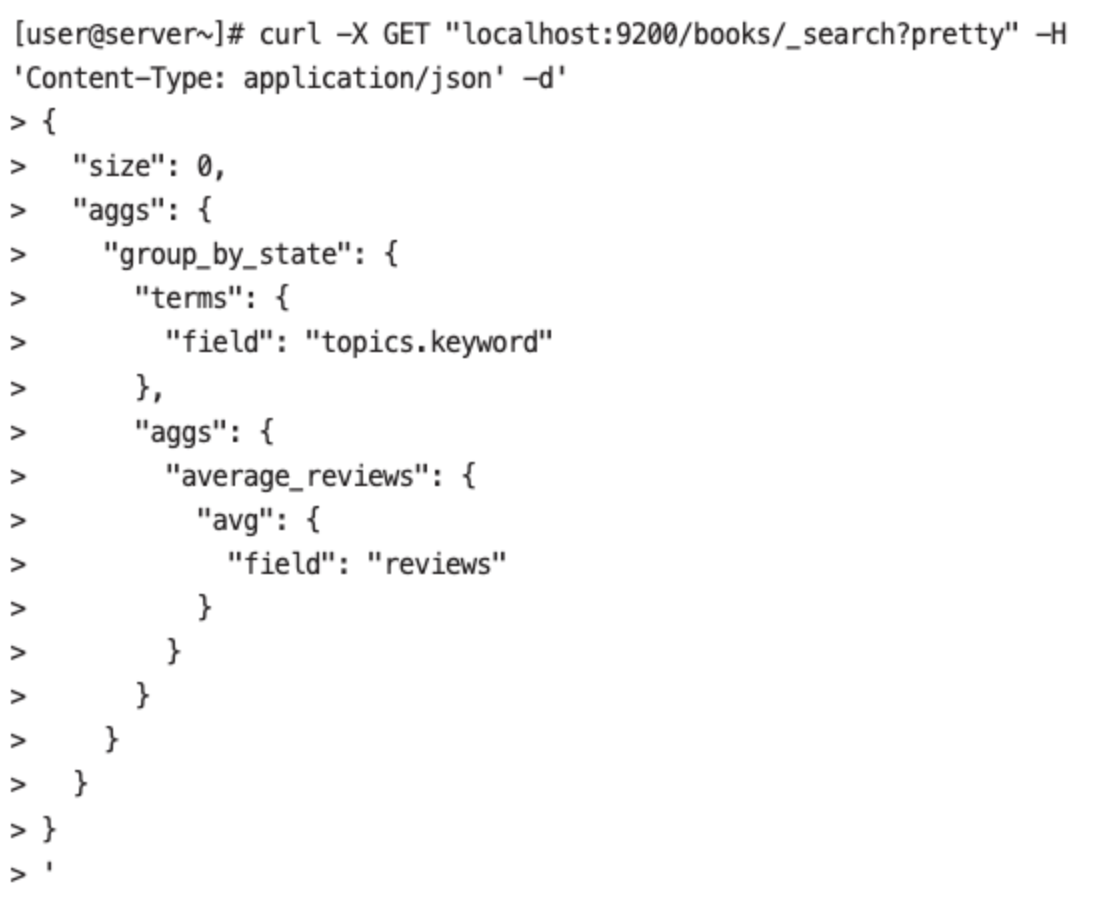 [user@server~]# curl -X GET "localhost:9200/books/_search?pretty" -H
'Content-Type: application/json' -d'
> {
>   "size": 0,
>   "aggs": {
>     "group_by_state": {
>       "terms": {
>         "field": "topics.keyword"
>       },
>       "aggs": {
>         "average_reviews": {
>           "avg": {
>             "field": "reviews"
>           }
>         }
>       }
>     }
>   }
> }
> '